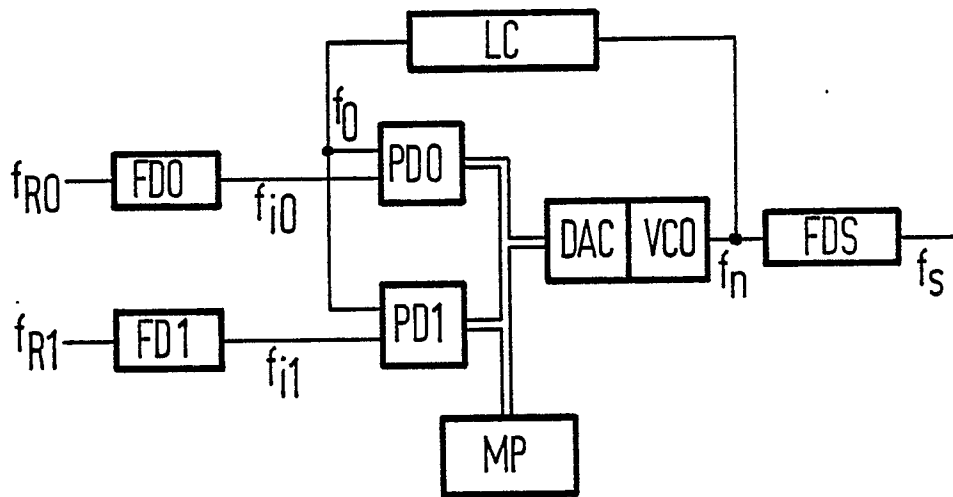 LC
f0
fR0 FD0 fi0 PD0
DAC VCO fn FDS fS
fR1 FD1 fi1 PD1
MP